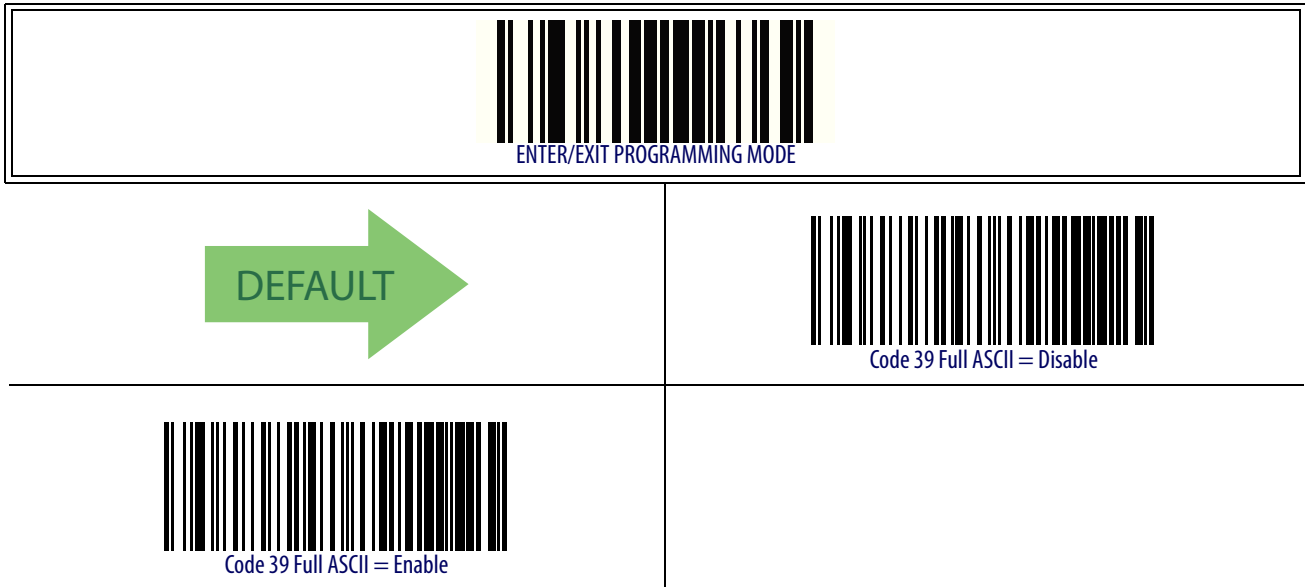 ENTER/EXIT PROGRAMMING MODE
DEFAULT
Code 39 Full ASCII = Disable
Code 39 Full ASCII = Enable